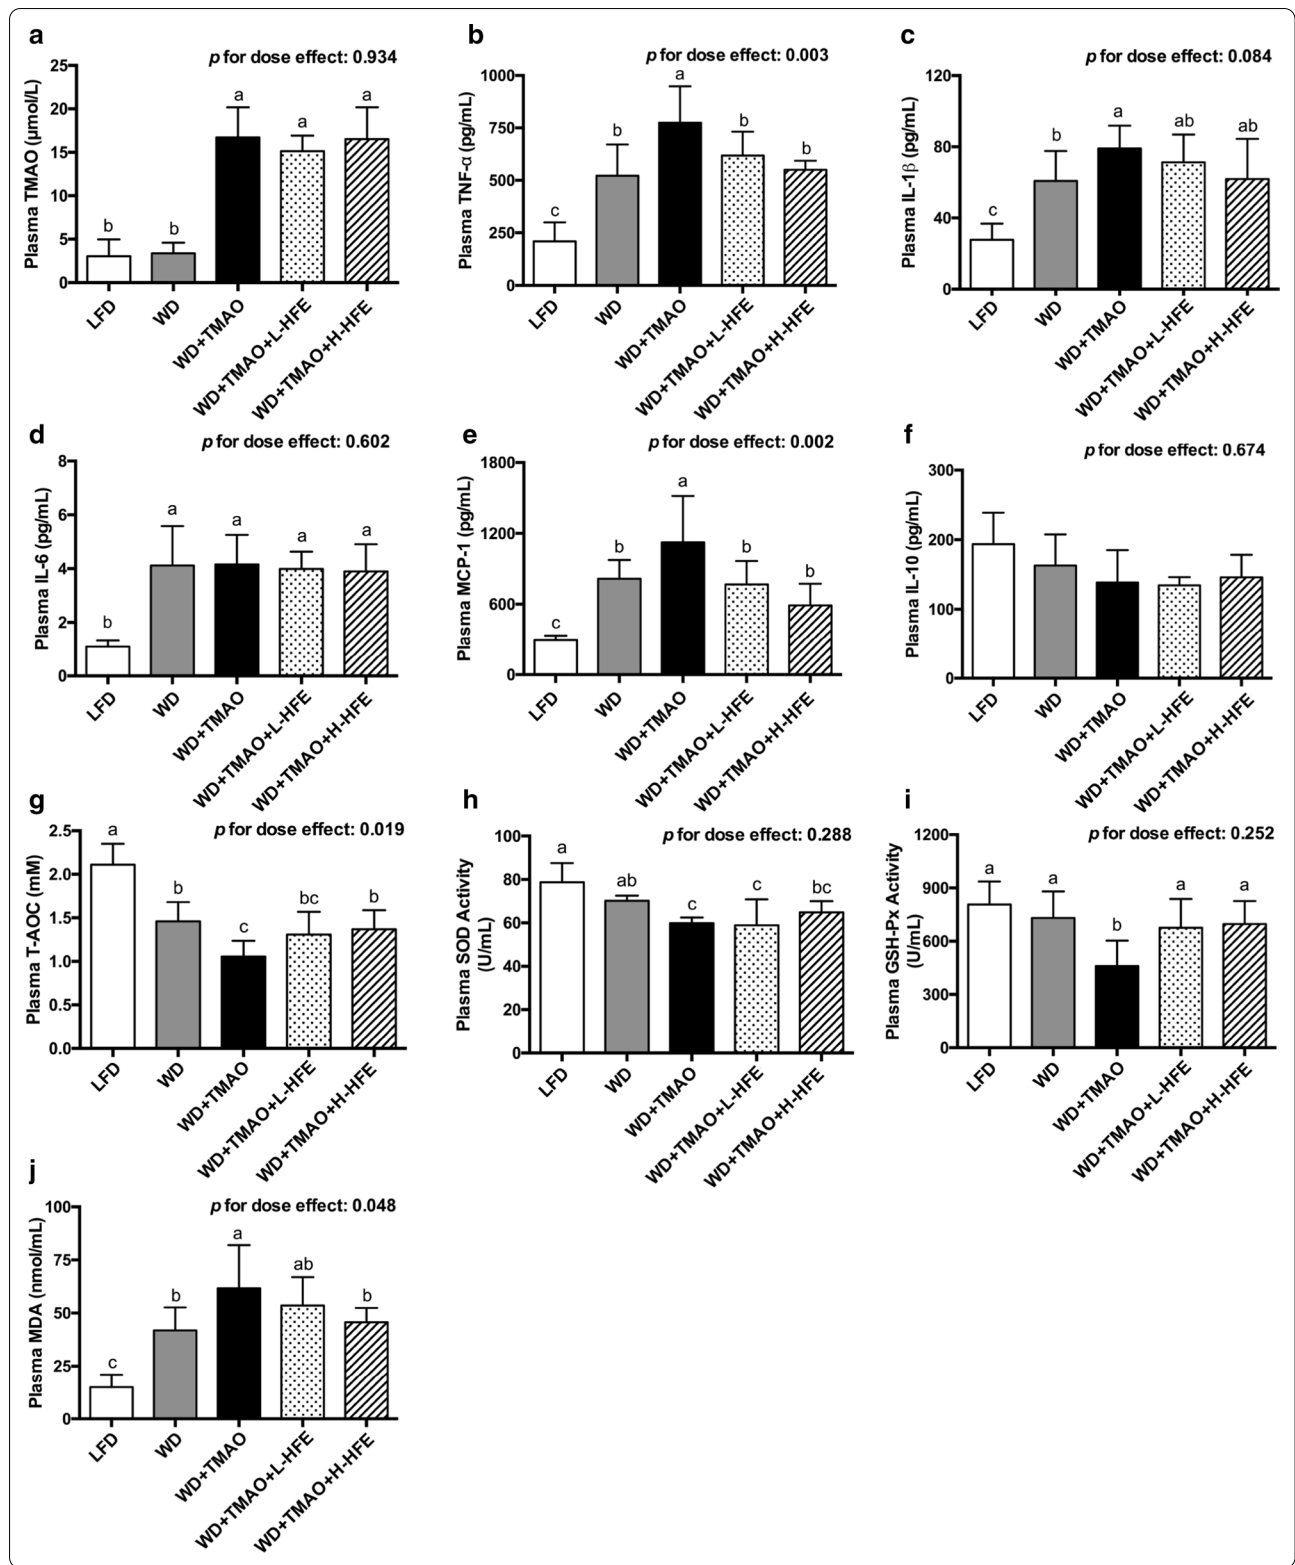 a
p for dose effect: 0.934
Plasma TMAO (μmol/L)
25
20
15
10
5
0
b
b
a
a
a
LFD
WD
WD+TMAO
WD+TMAO+L-HFE
WD+TMAO+H-HFE
b
p for dose effect: 0.003
Plasma TNF-α (pg/mL)
1000
750
500
250
0
c
b
a
b
b
LFD
WD
WD+TMAO
WD+TMAO+L-HFE
WD+TMAO+H-HFE
c
p for dose effect: 0.084
Plasma IL-1β (pg/mL)
120
80
40
0
c
b
a
ab
ab
LFD
WD
WD+TMAO
WD+TMAO+L-HFE
WD+TMAO+H-HFE
d
p for dose effect: 0.602
Plasma IL-6 (pg/mL)
8
6
4
2
0
b
a
a
a
a
LFD
WD
WD+TMAO
WD+TMAO+L-HFE
WD+TMAO+H-HFE
e
p for dose effect: 0.002
Plasma MCP-1 (pg/mL)
1800
1200
600
0
c
b
a
b
b
LFD
WD
WD+TMAO
WD+TMAO+L-HFE
WD+TMAO+H-HFE
f
p for dose effect: 0.674
Plasma IL-10 (pg/mL)
300
200
100
0
LFD
WD
WD+TMAO
WD+TMAO+L-HFE
WD+TMAO+H-HFE
g
p for dose effect: 0.019
Plasma T-AOC (mM)
2.5
2.0
1.5
1.0
0.5
0.0
a
b
c
bc
b
LFD
WD
WD+TMAO
WD+TMAO+L-HFE
WD+TMAO+H-HFE
h
p for dose effect: 0.288
Plasma SOD Activity
(U/mL)
100
80
60
40
20
0
a
ab
c
c
bc
LFD
WD
WD+TMAO
WD+TMAO+L-HFE
WD+TMAO+H-HFE
i
p for dose effect: 0.252
Plasma GSH-Px Activity
(U/mL)
1200
900
600
300
0
a
a
b
a
a
LFD
WD
WD+TMAO
WD+TMAO+L-HFE
WD+TMAO+H-HFE
j
p for dose effect: 0.048
Plasma MDA (nmol/mL)
100
75
50
25
0
c
b
a
ab
b
LFD
WD
WD+TMAO
WD+TMAO+L-HFE
WD+TMAO+H-HFE